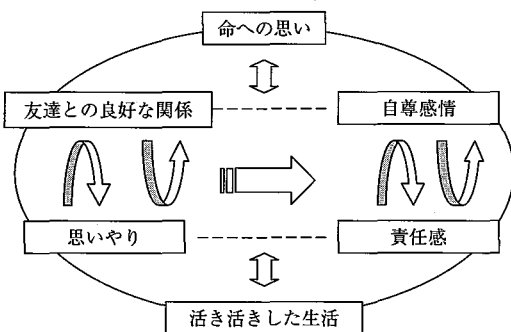 命への思い
友達との良好な関係
自尊感情
思いやり
責任感
活き活きした生活